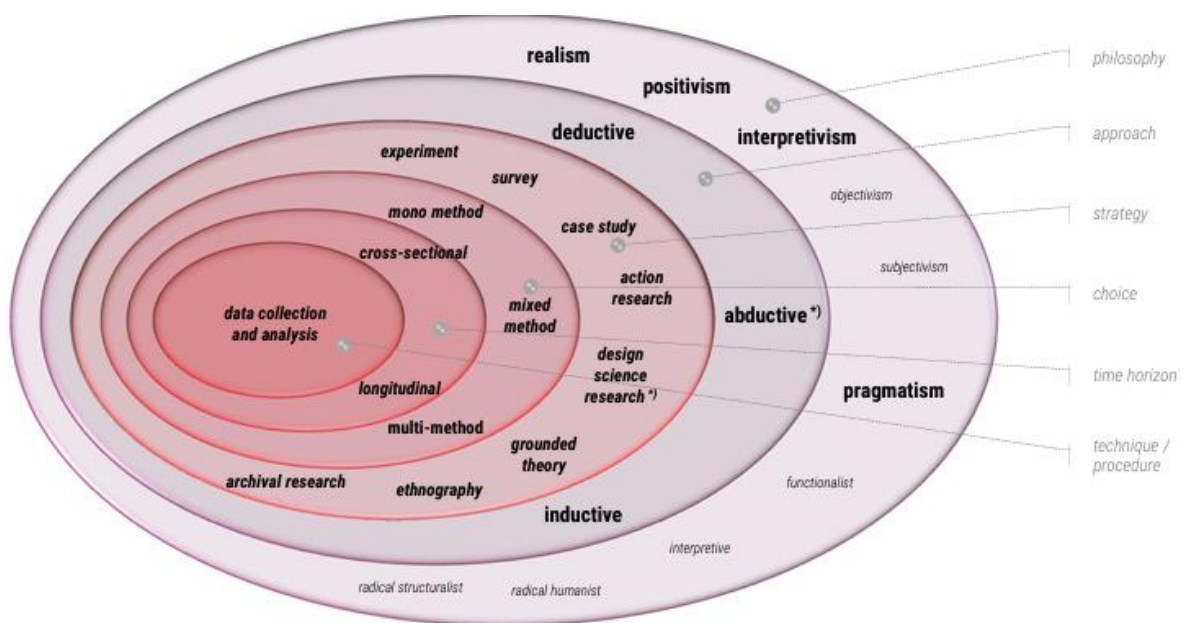 realism
positivism
interpretivism
objectivism
subjectivism
pragmatism
functionalist
interpretive
radical humanist
radical structuralist
deductive
abductive *)
inductive
experiment
survey
case study
action
research
design
science
research *)
grounded
theory
ethnography
archival research
mono method
mixed
method
multi-method
cross-sectional
longitudinal
data collection
and analysis
philosophy
approach
strategy
choice
time horizon
technique /
procedure